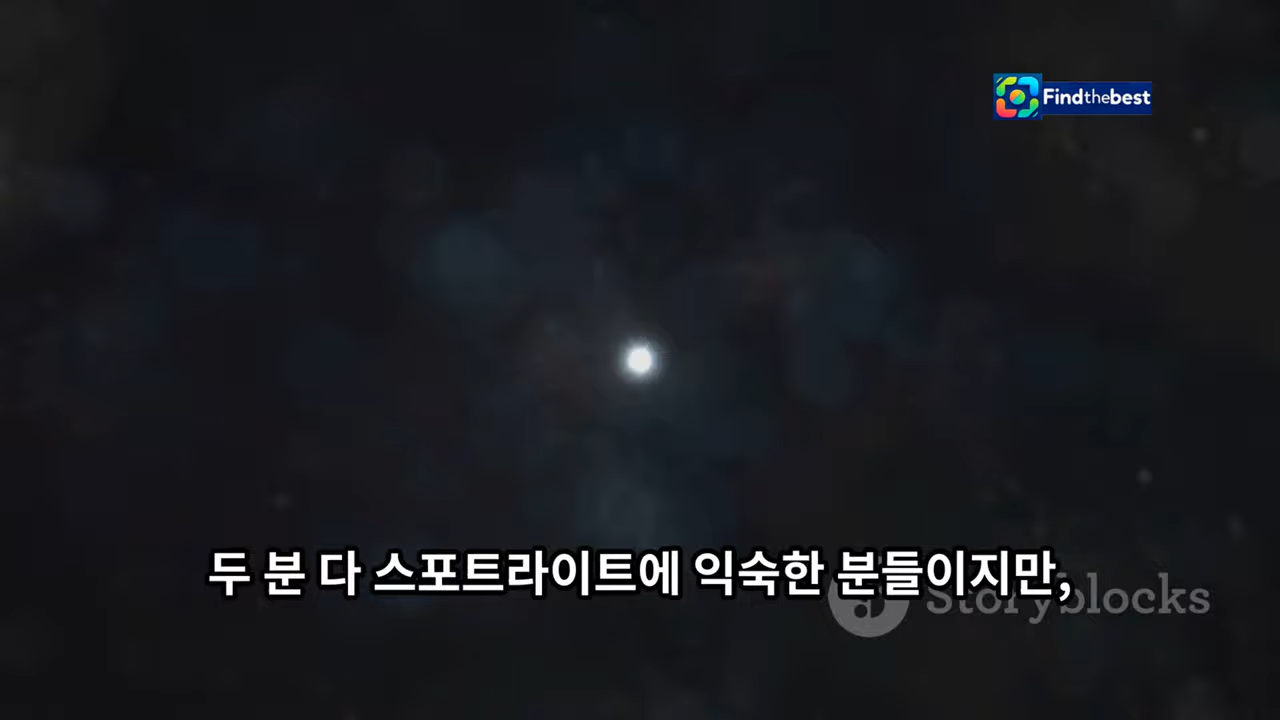 Findthebest
두 분 다 스포트라이트에 익숙한 분들이지만,
Storyblocks